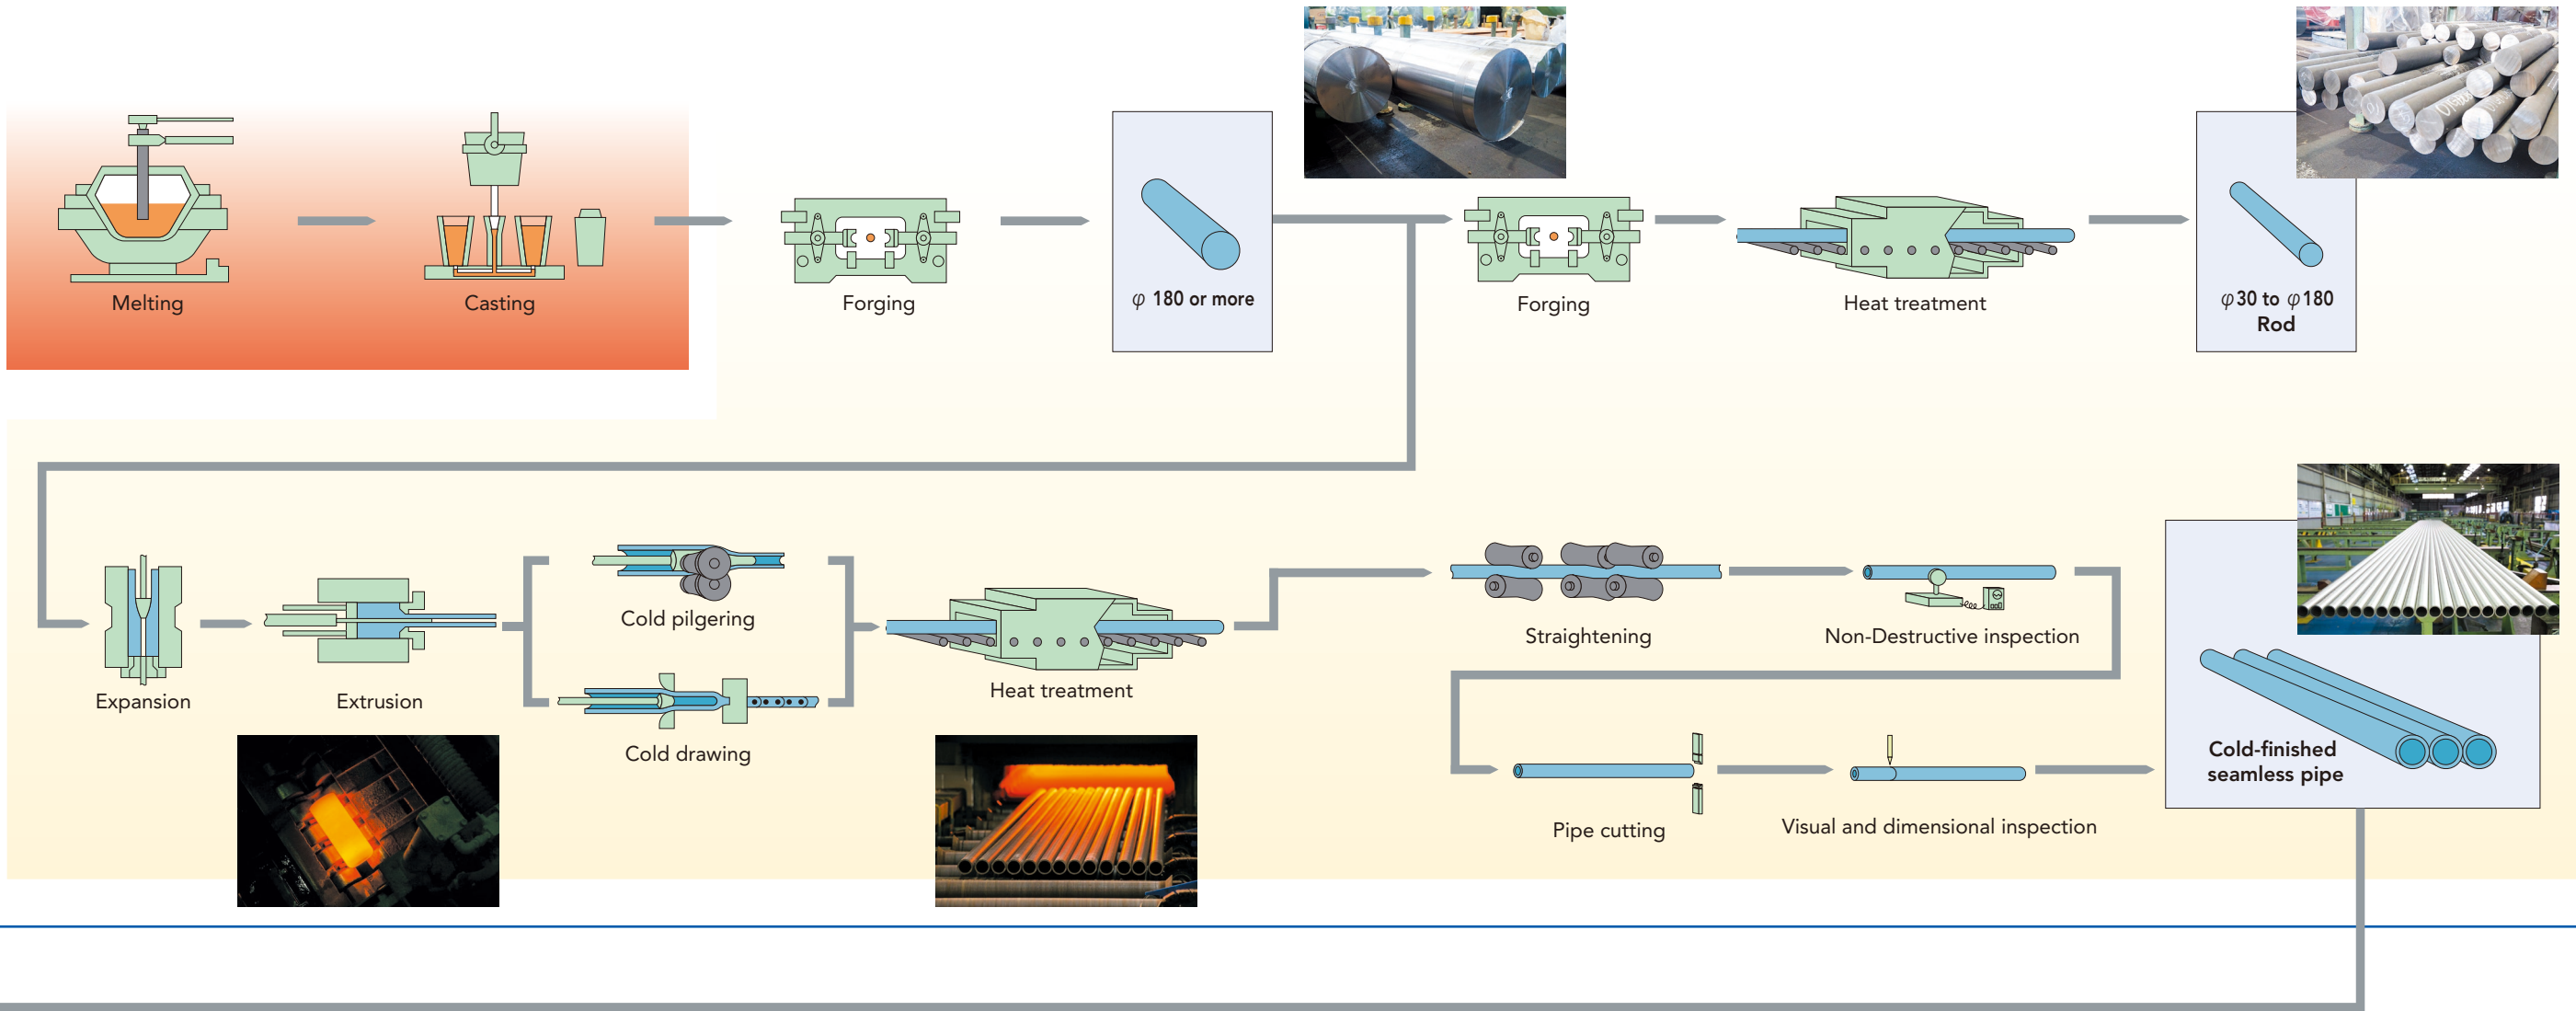 Melting
Casting
Forging
φ 180 or more
Forging
Heat treatment
φ30 to φ180
Rod
Expansion
Extrusion
Cold pilgering
Cold drawing
Heat treatment
Straightening
Non-Destructive inspection
Pipe cutting
Visual and dimensional inspection
Cold-finished
seamless pipe